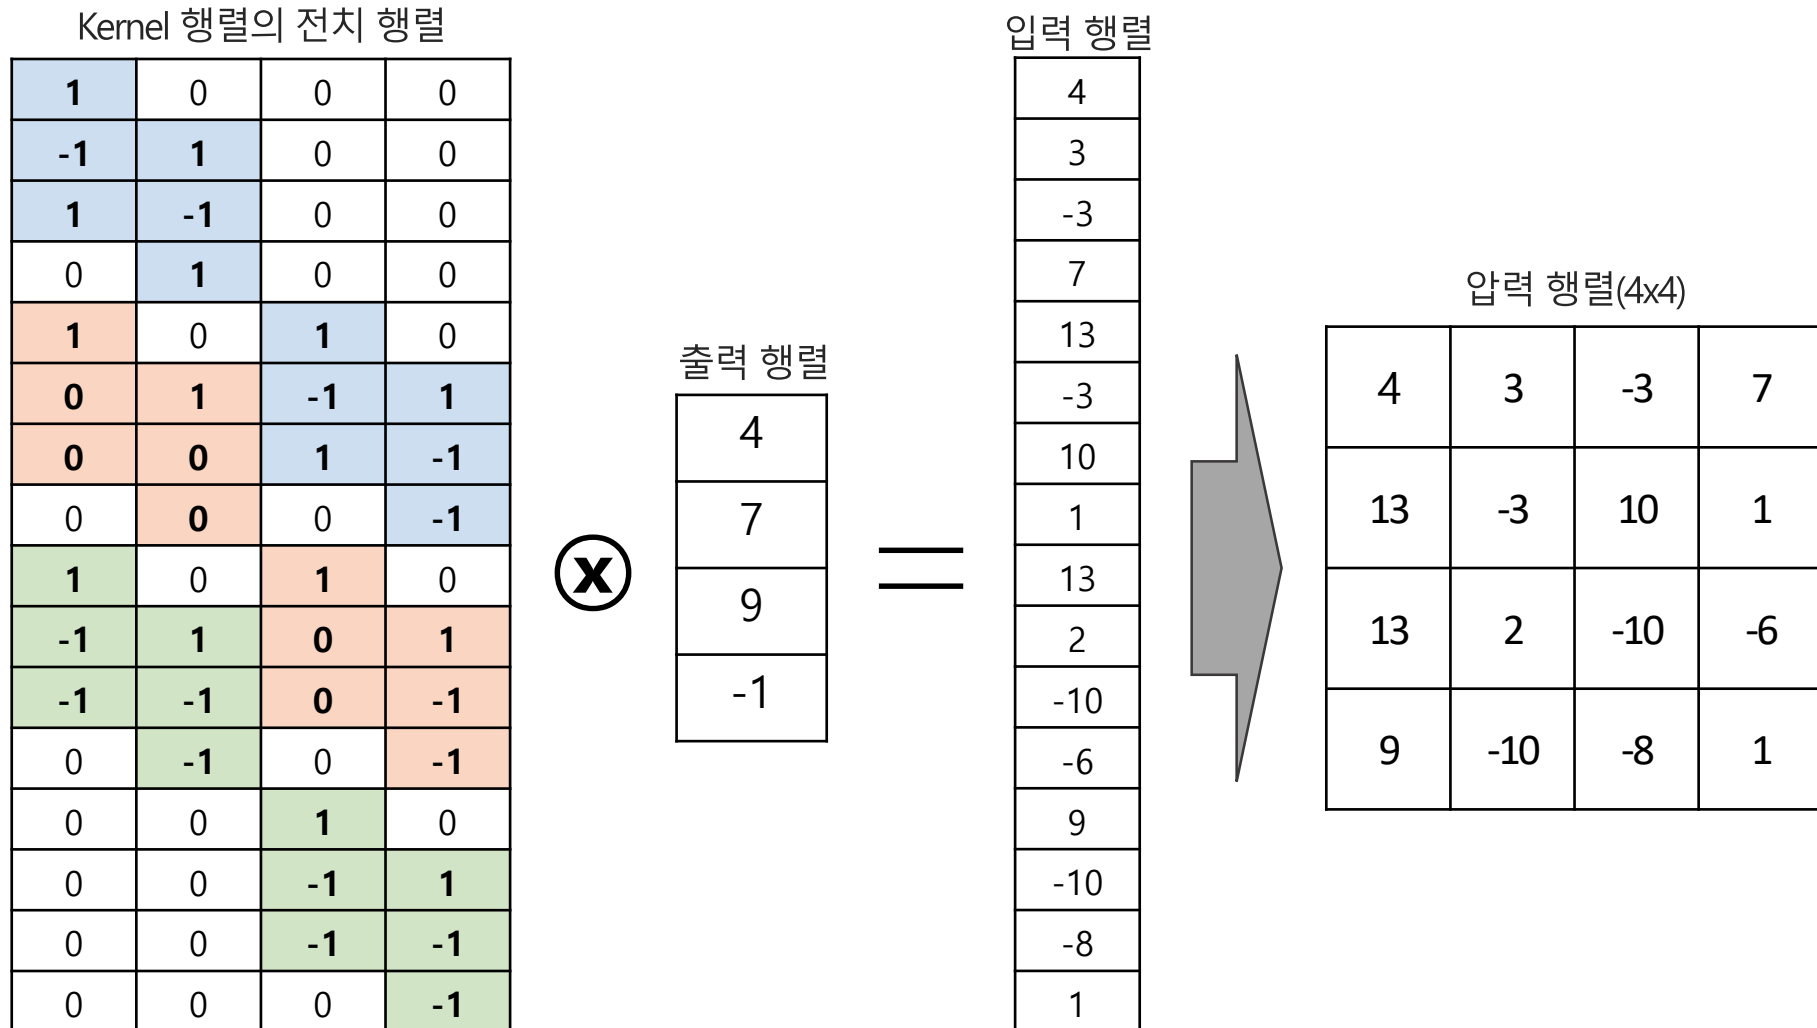 Kernel 행렬의 전치 행렬
1 0 0 0
-1 1 0 0
1 -1 0 0
0 1 0 0
1 0 1 0
0 1 -1 1
0 0 1 -1
0 0 0 -1
1 0 1 0
-1 1 0 1
-1 -1 0 -1
0 -1 0 -1
0 0 1 0
0 0 -1 1
0 0 -1 -1
0 0 0 -1
x
출력 행렬
4
7
9
-1
=
입력 행렬
4
3
-3
7
13
-3
10
1
13
2
-10
-6
9
-10
-8
1
압력 행렬(4x4)
4 3 -3 7
13 -3 10 1
13 2 -10 -6
9 -10 -8 1